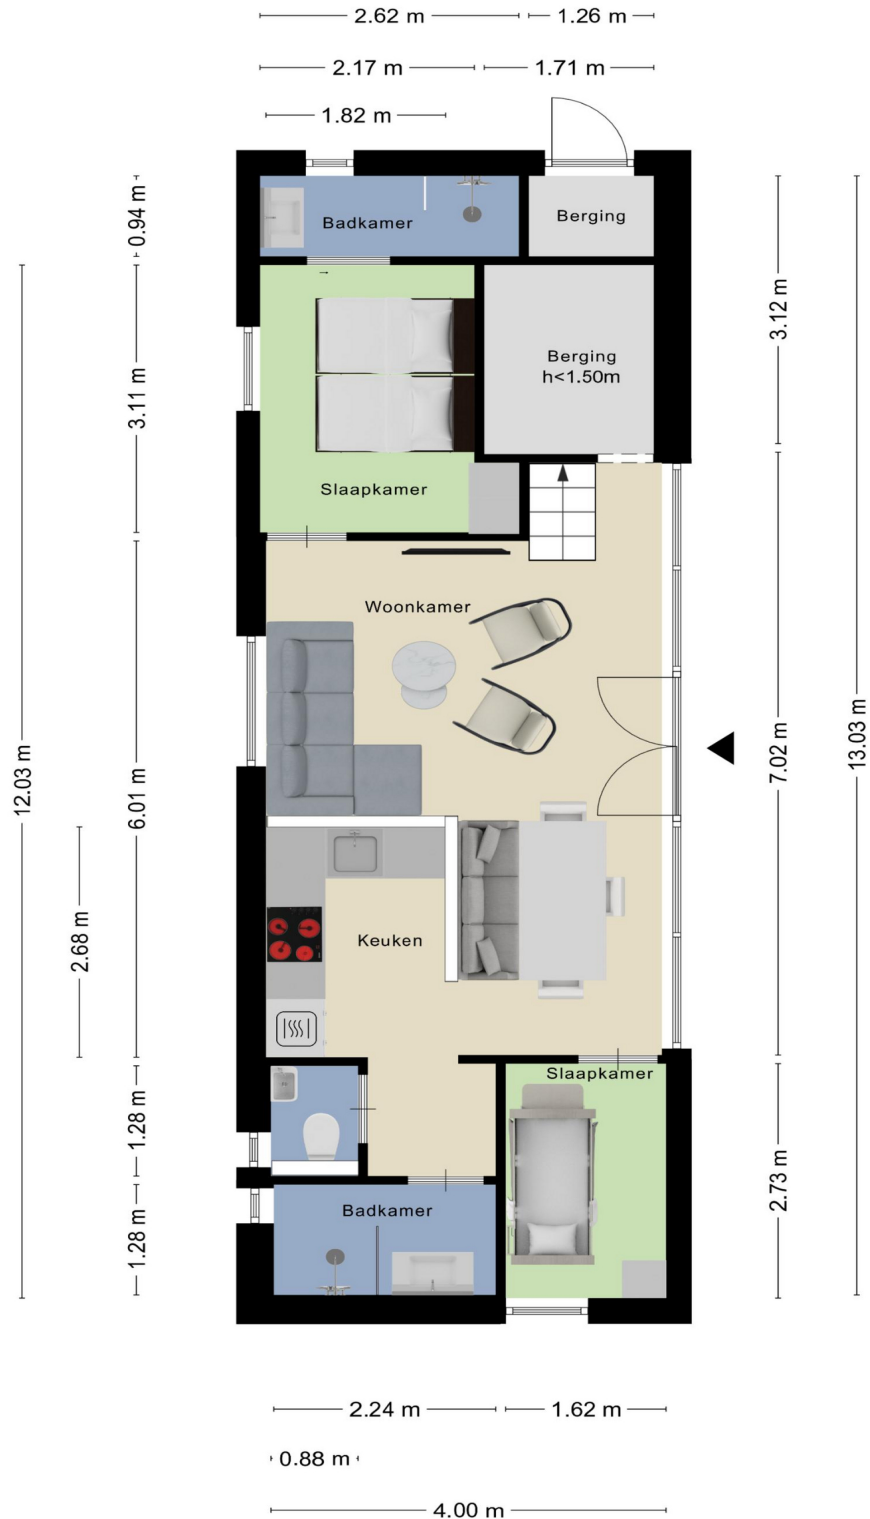 2.62 m
1.26 m
2.17 m
1.71 m
1.82 m
0.94 m
Badkamer
Berging
3.12 m
Berging
h<1.50m
3.11 m
Slaapkamer
Woonkamer
13.03 m
7.02 m
12.03 m
6.01 m
2.68 m
Keuken
Slaapkamer
1.28 m
2.73 m
Badkamer
1.28 m
2.24 m
1.62 m
0.88 m
4.00 m